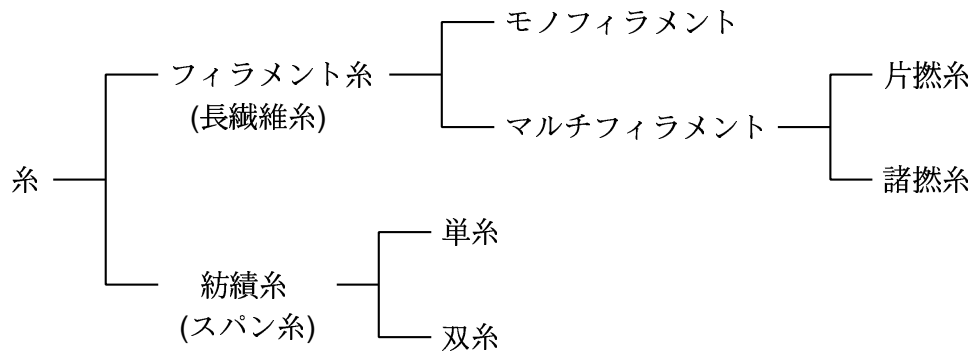 糸
フィラメント糸
(長繊維糸)
モノフィラメント
マルチフィラメント
片撚糸
諸撚糸
紡績糸
(スパン糸)
単糸
双糸